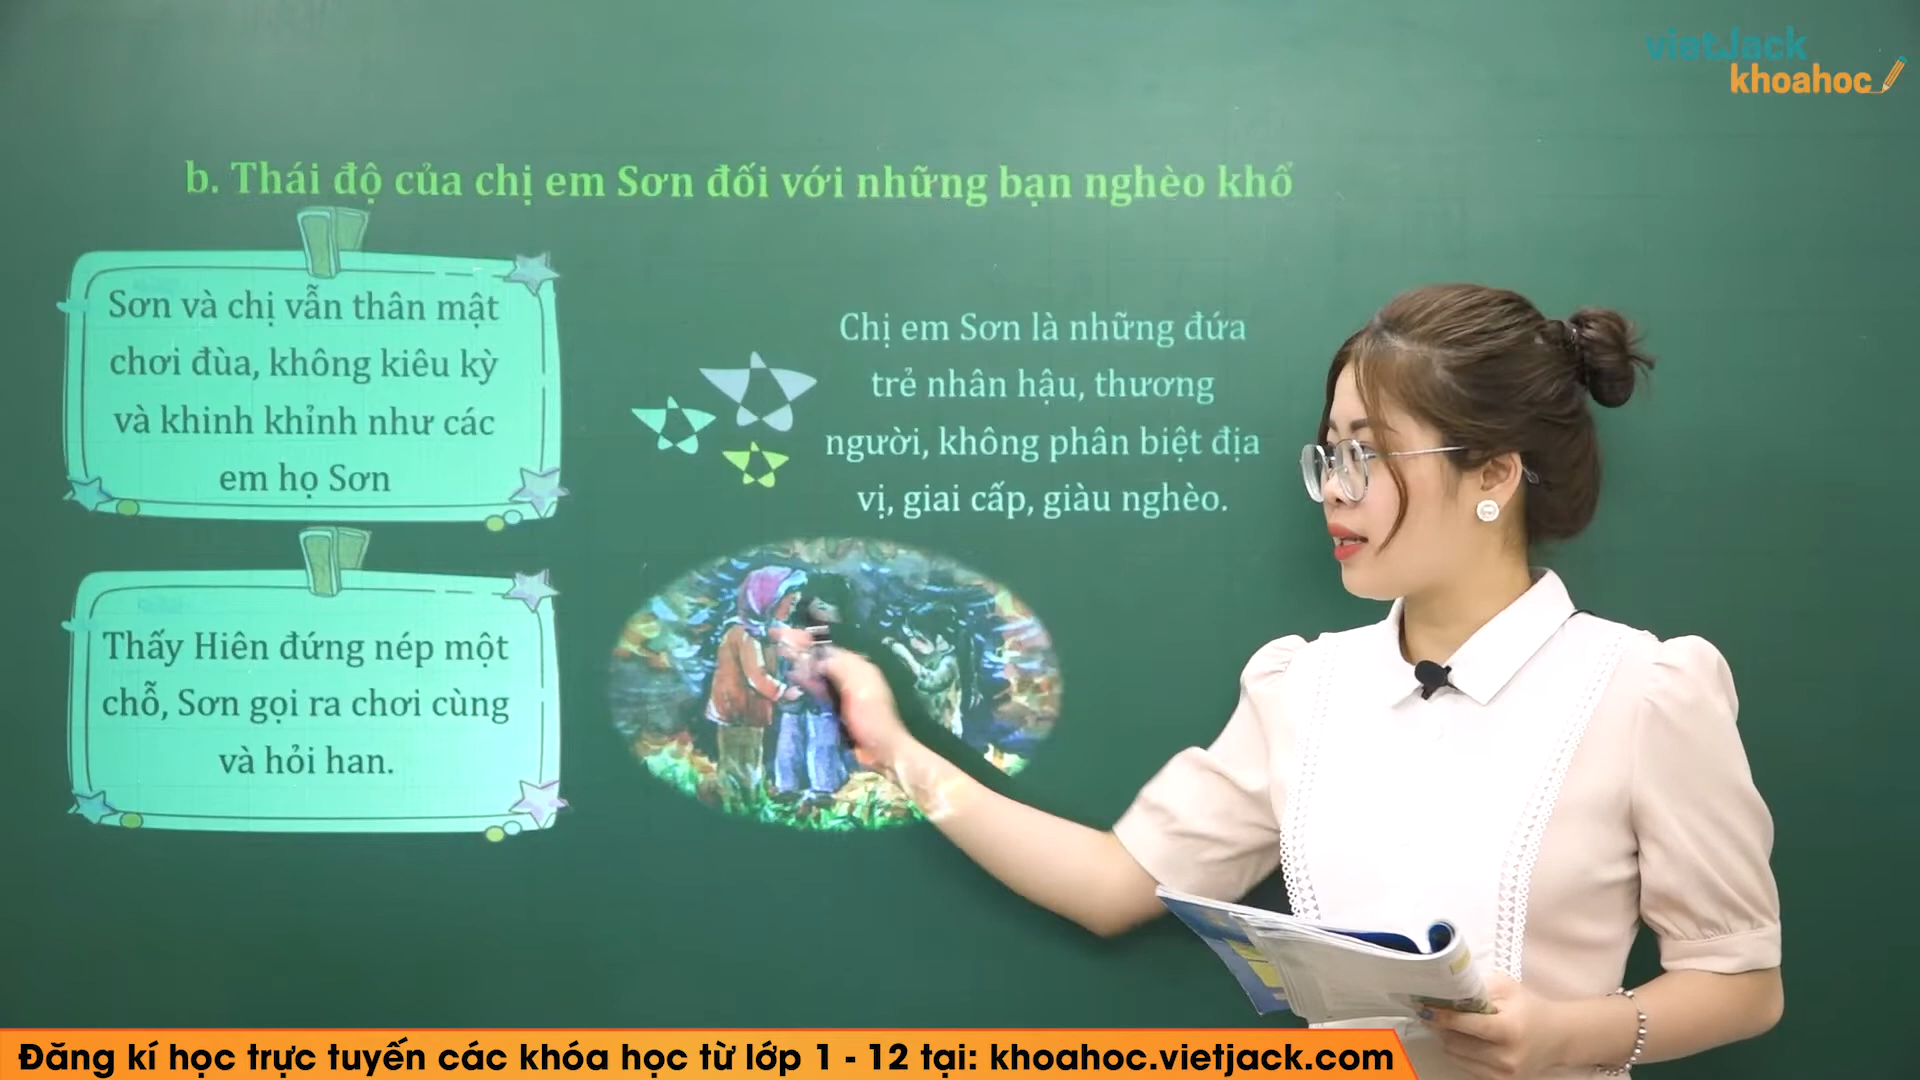 vietJack
khoahoc
b. Thái độ của chị em Sơn đối với những bạn nghèo khổ
Sơn và chị vẫn thân mật
chơi đùa, không kiêu kỳ
và khinh khỉnh như các
em họ Sơn
Chị em Sơn là những đứa
trẻ nhân hậu, thương
người, không phân biệt địa
vị, giai cấp, giàu nghèo.
Thấy Hiên đứng nép một
chỗ, Sơn gọi ra chơi cùng
và hỏi han.
Đăng kí học trực tuyến các khóa học từ lớp 1 - 12 tại: khoahoc.vietjack.com